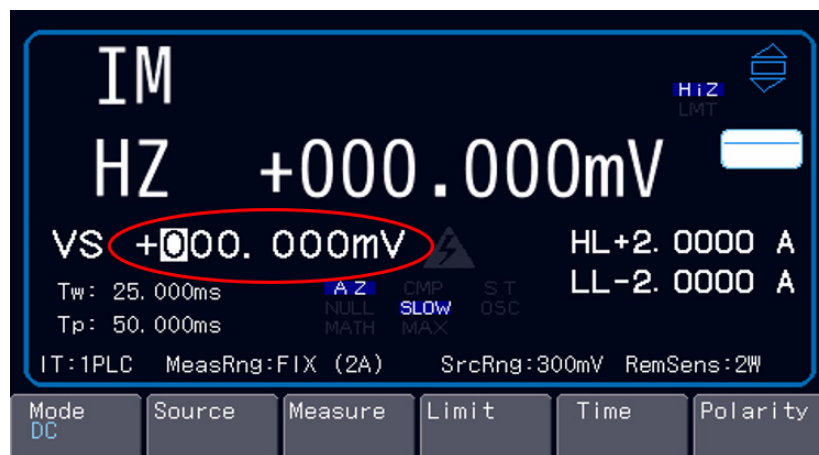 IM
HiZ
LMT
HZ +000.000mV
VS +000.000mV
HL+2.0000 A
LL-2.0000 A
Tw: 25.000ms
Tp: 50.000ms
AZ CMP ST
NULL SLOW OSC
MATH MAX
IT:1PLC MeasRng:FIX (2A) SrcRng:300mV RemSens:2W
Mode Source Measure Limit Time Polarity
DC